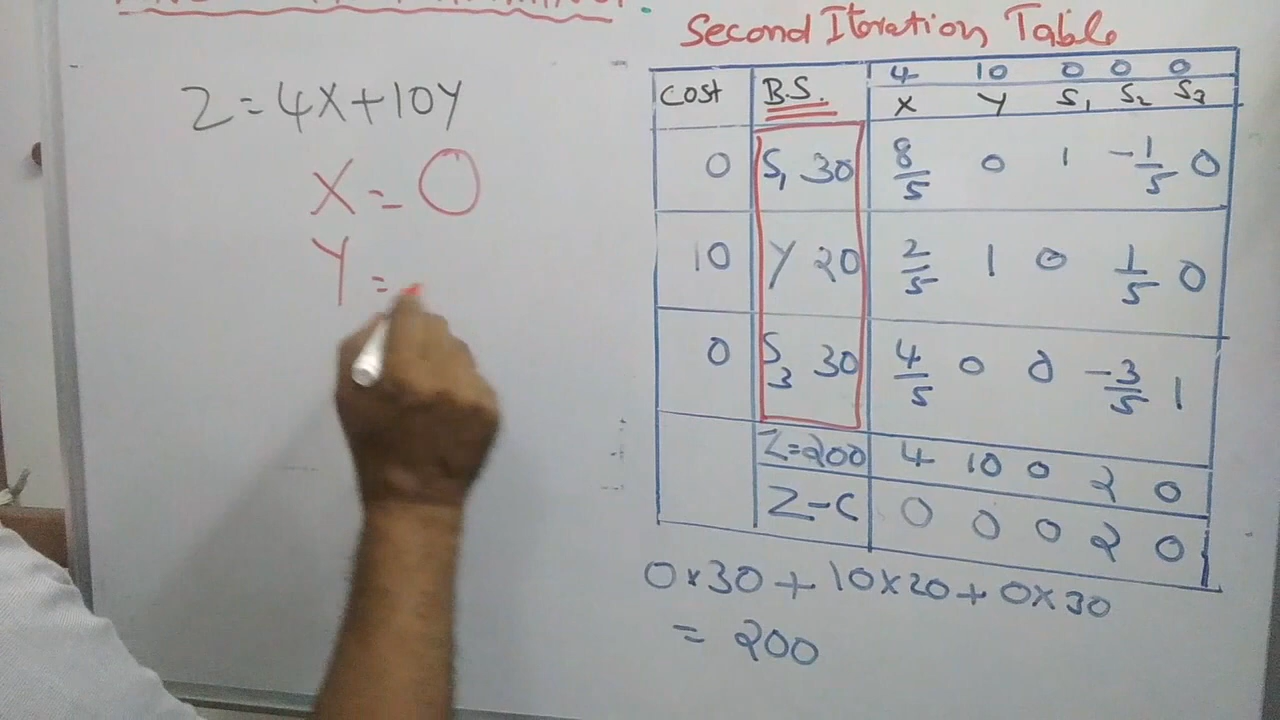 Z=4X+10Y
X=0
Y=
Second Iteration Table
4 10 0 0 0
Cost B.S. X Y S1 S2 S3
0 S1 30 8/5 0 1 -1/5 0
10 Y 20 2/5 1 0 1/5 0
0 S3 30 4/5 0 0 -3/5 1
Z=200 4 10 0 2 0
Z-C 0 0 0 2 0
0×30+10×20+0×30
=200